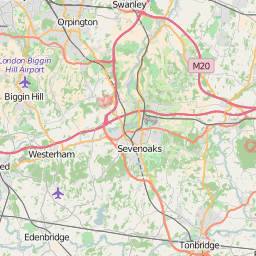 Swanley
Orpington
London Biggin
Hill Airport
M20
Biggin Hill
Sevenoaks
Westerham
ed
Edenbridge
Tonbridge